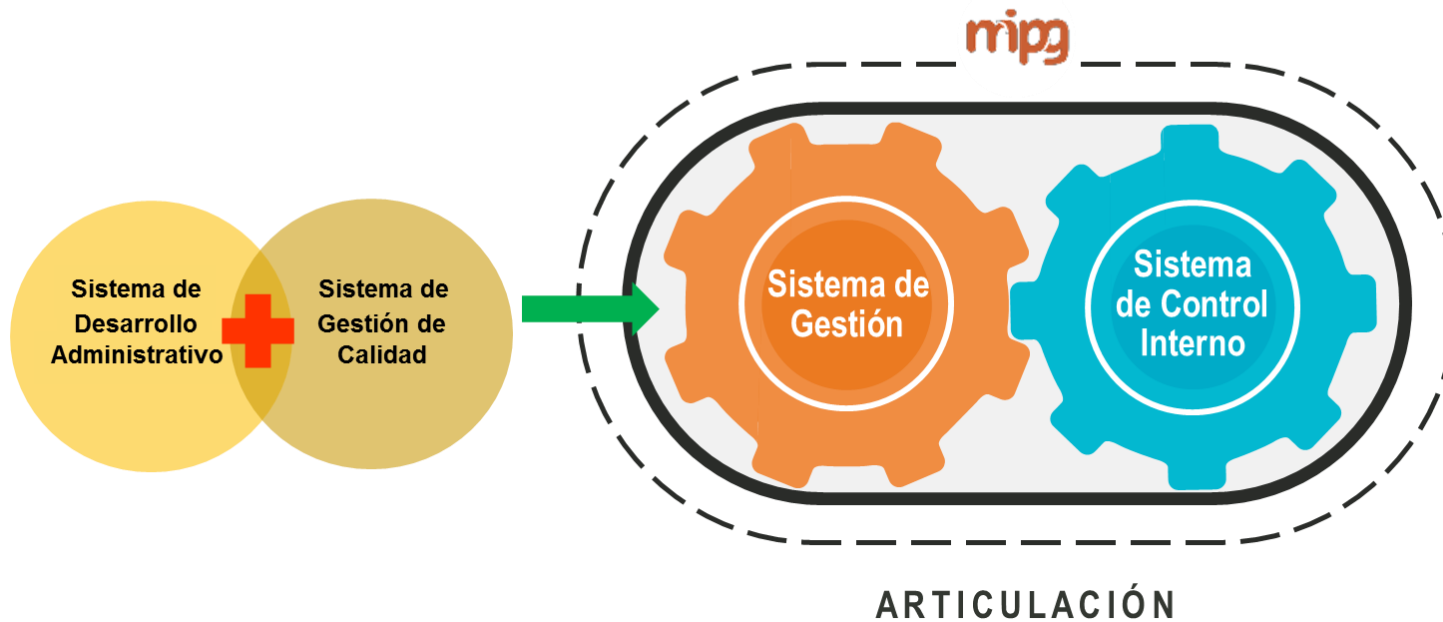 mipg
Sistema de
Desarrollo
Administrativo
Sistema de
Gestión de
Calidad
Sistema de
Gestión
Sistema
de Control
Interno
ARTICULACIÓN